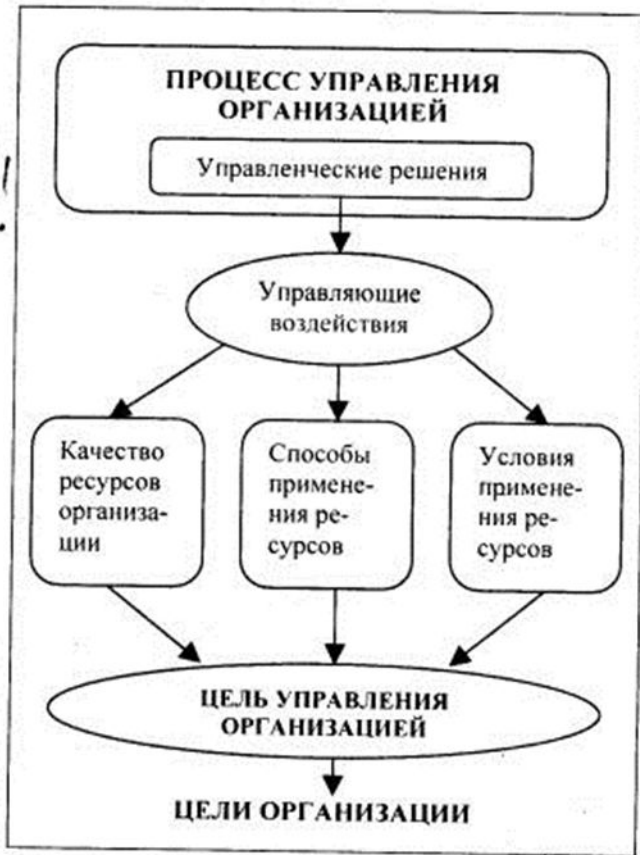 ПРОЦЕСС УПРАВЛЕНИЯ
ОРГАНИЗАЦИЕЙ
Управленческие решения
Управляющие
воздействия
Качество
ресурсов
организа-
ции
Способы
примене-
ния ре-
сурсов
Условия
примене-
ния ре-
сурсов
ЦЕЛЬ УПРАВЛЕНИЯ
ОРГАНИЗАЦИЕЙ
ЦЕЛИ ОРГАНИЗАЦИИ